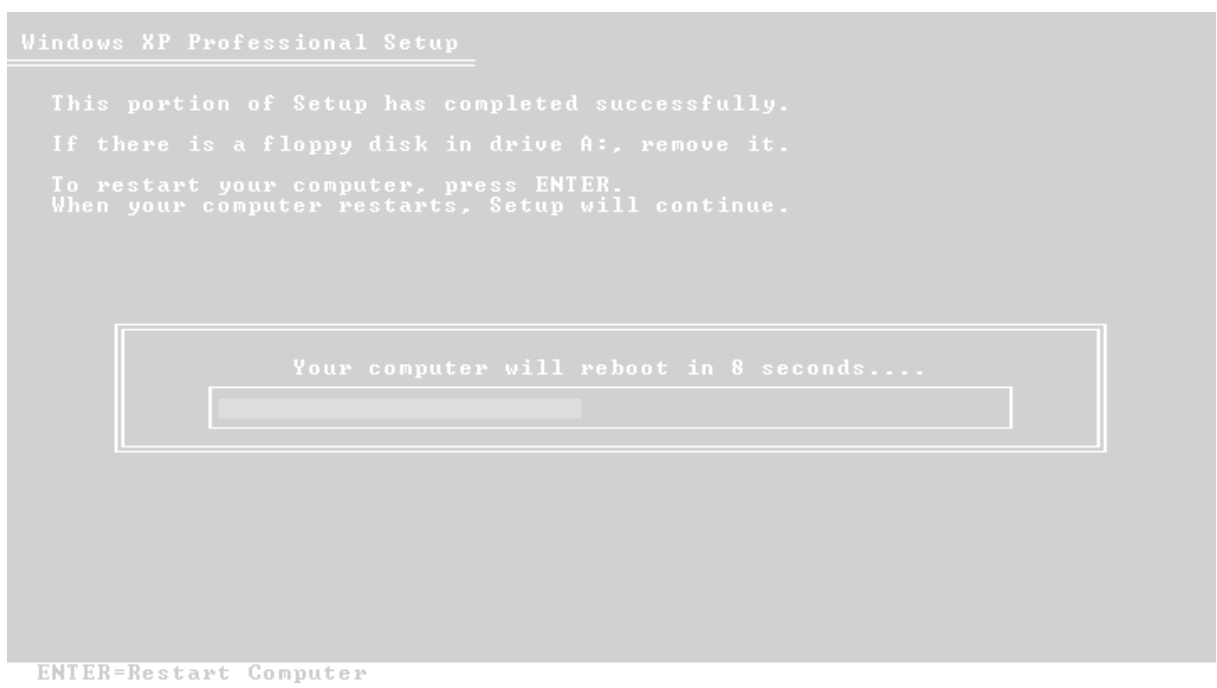 Windows XP Professional Setup
This portion of Setup has completed successfully.
If there is a floppy disk in drive A:, remove it.
To restart your computer, press ENTER.
When your computer restarts, Setup will continue.
Your computer will reboot in 8 seconds....
ENTER=Restart Computer